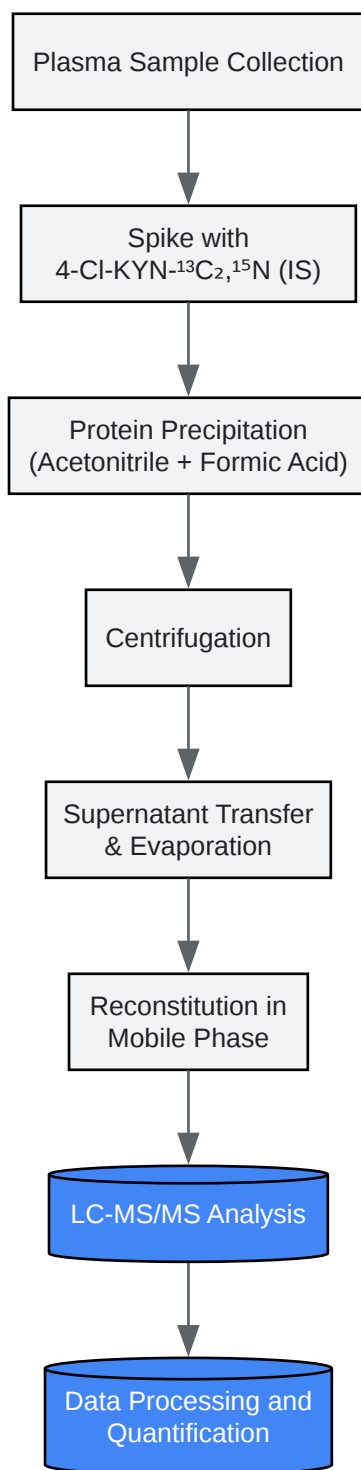 Plasma Sample Collection
Spike with
4-Cl-KYN-¹³C₂,¹⁵N (IS)
Protein Precipitation
(Acetonitrile + Formic Acid)
Centrifugation
Supernatant Transfer
& Evaporation
Reconstitution in
Mobile Phase
LC-MS/MS Analysis
Data Processing and
Quantification